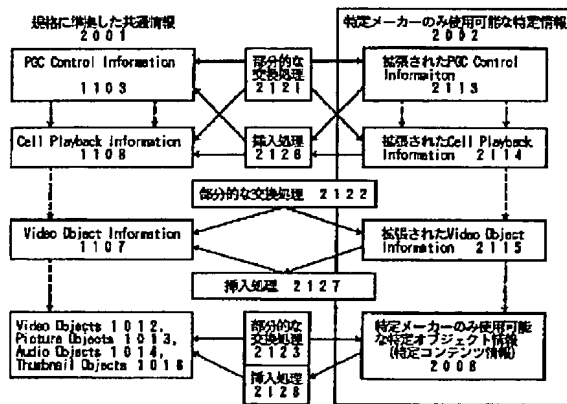 規格に準拠した共通情報
2001
特定メーカーのみ使用可能な特定情報
2002
PGC Control Information
1103
部分的な
交換処理
2121
拡張されたPGC Control
Informaiton
2113
Cell Playback Information
1108
挿入処理
2126
拡張されたCell Playback
Information 2114
部分的な交換処理 2122
Video Object Information
1107
拡張されたVideo Object
Information 2115
挿入処理 2127
Video Objects 1012,
Picture Objects 1013,
Audio Objects 1014,
Thumbnail Objects 1016
部分的な
交換処理
2123
挿入処理
2128
特定メーカーのみ使用可能
な特定オブジェクト情報
(特定コンテンツ情報)
2008